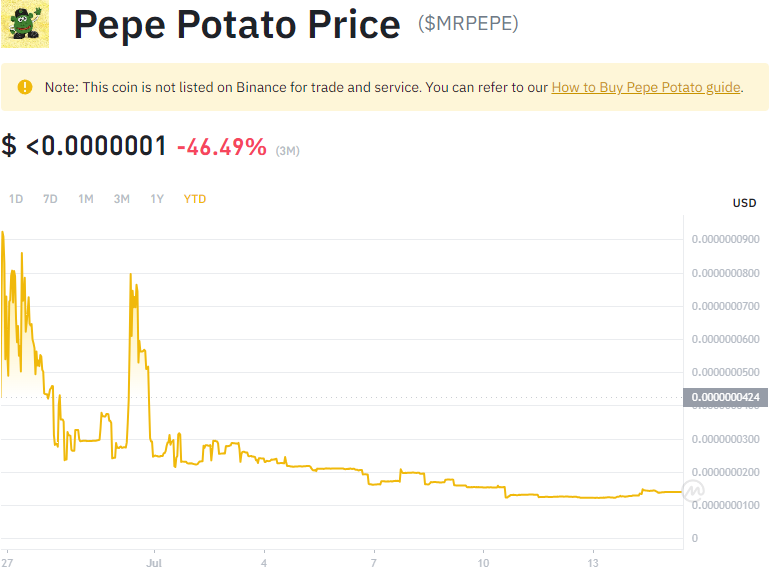 Pepe Potato Price ($MRPEPE)
Note: This coin is not listed on Binance for trade and service. You can refer to our How to Buy Pepe Potato guide.
$ <0.0000001 -46.49% (3M)
1D 7D 1M 3M 1Y YTD
USD
0.0000000900
0.0000000800
0.0000000700
0.0000000600
0.0000000500
0.0000000424
0.0000000300
0.0000000200
0.0000000100
0
27 Jul 4 7 10 13